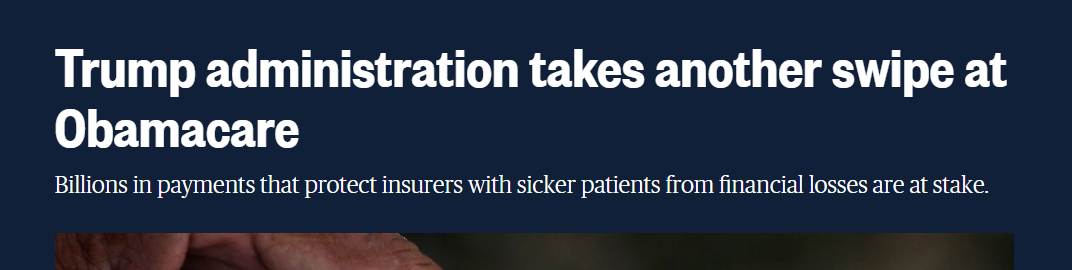 Trump administration takes another swipe at
Obamacare
Billions in payments that protect insurers with sicker patients from financial losses are at stake.